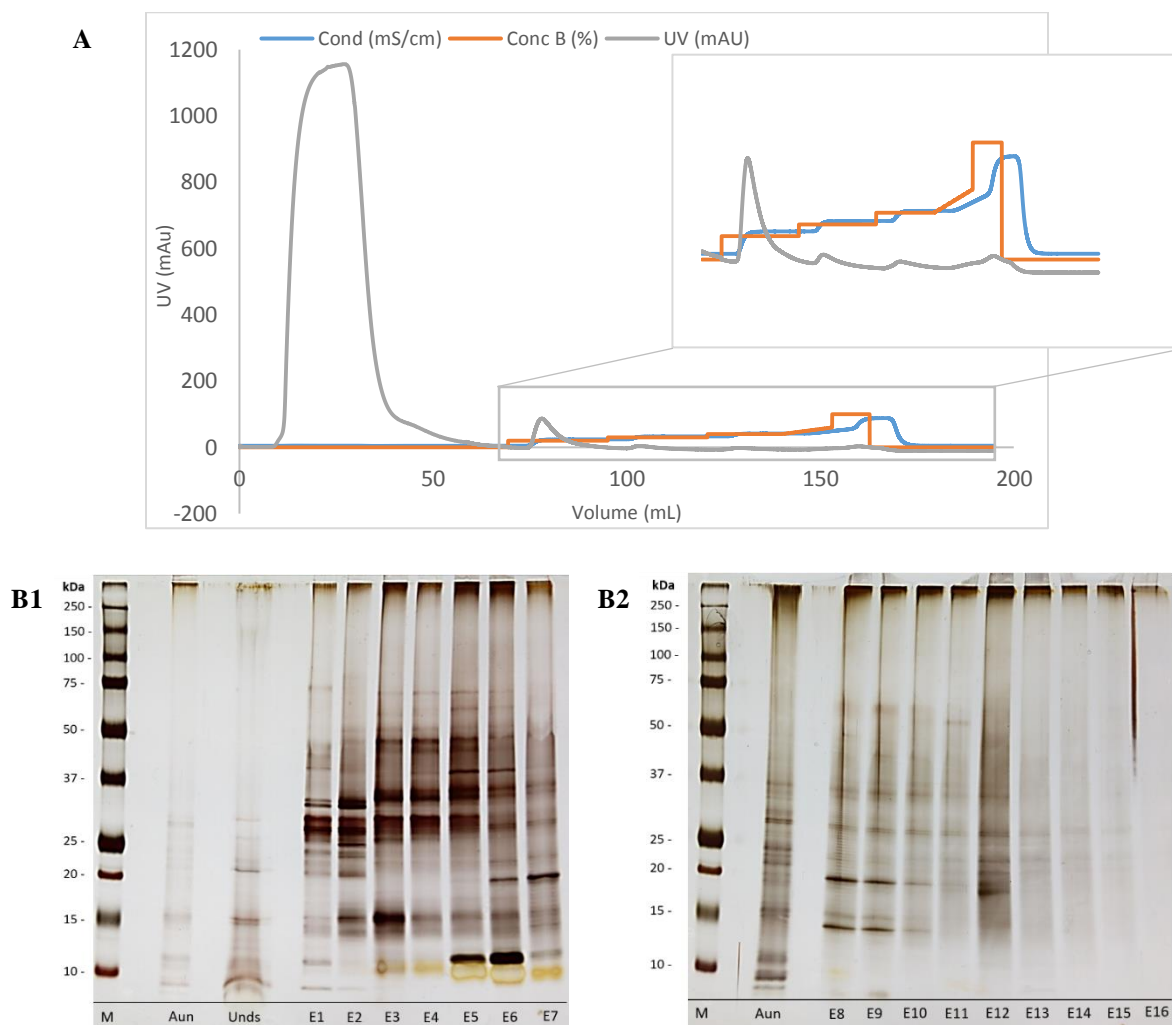 A
Cond (mS/cm) Conc B (%) UV (mAU)
1200
1000
800
600
400
200
0
-200
UV (mAu)
0 50 100 150 200
Volume (mL)
B1
kDa
250 -
150 -
100 -
75 -
50 -
37 -
25 -
20 -
15 -
10 -
M Aun Unds E1 E2 E3 E4 E5 E6 E7
B2
kDa
250 -
150 -
100 -
75 -
50 -
37 -
25 -
20 -
15 -
10 -
M Aun E8 E9 E10 E11 E12 E13 E14 E15 E16